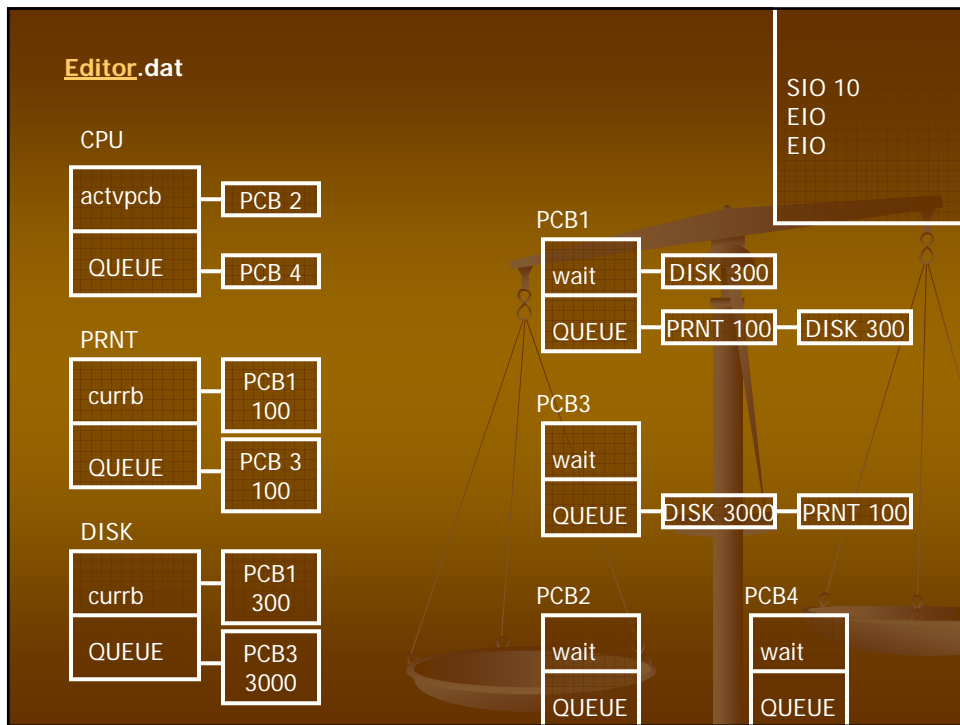 Editor.dat
SIO 10
EIO
EIO
CPU
actvpcb
PCB 2
QUEUE
PCB 4
PRNT
currb
PCB1
100
QUEUE
PCB 3
100
DISK
currb
PCB1
300
QUEUE
PCB3
3000
PCB1
wait
DISK 300
QUEUE
PRNT 100
DISK 300
PCB3
wait
QUEUE
DISK 3000
PRNT 100
PCB2
wait
QUEUE
PCB4
wait
QUEUE